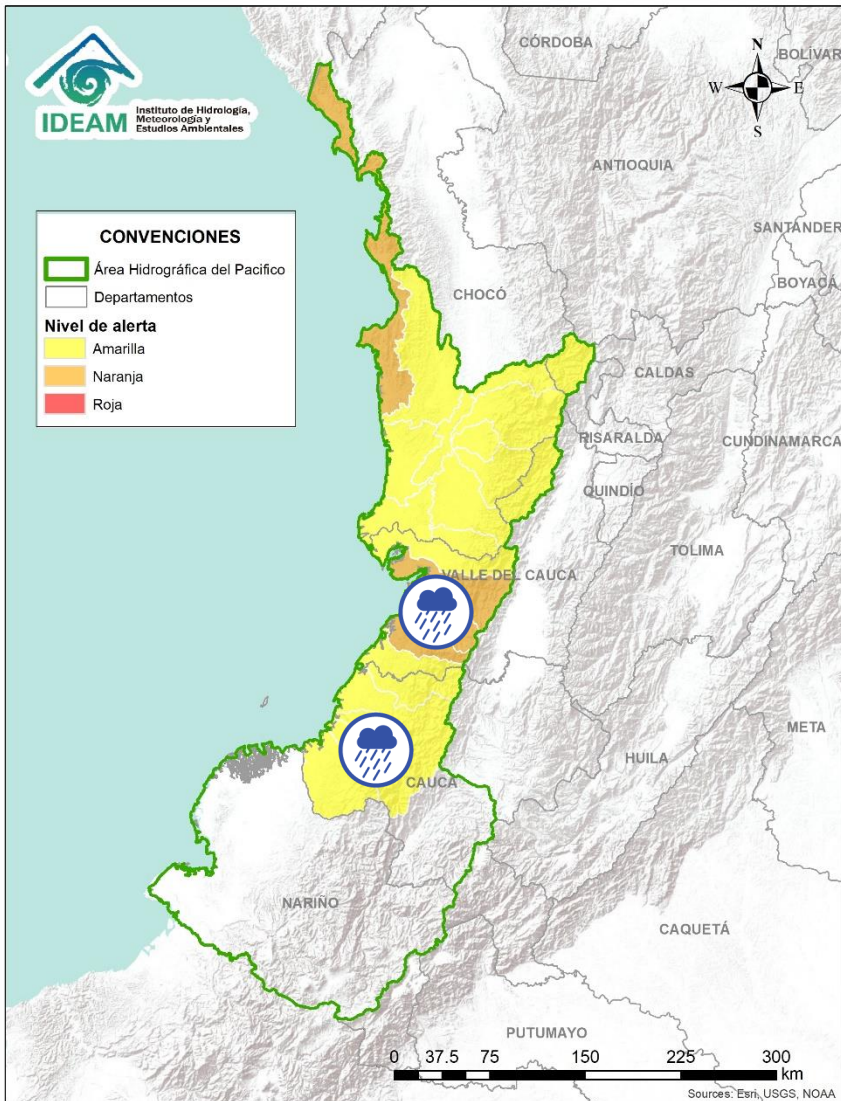 IDEAM
Instituto de Hidrología,
Meteorología y
Estudios Ambientales
CÓRDOBA
BOLÍVAR
N
W
E
S
ANTIOQUIA
SANTANDER
BOYACÁ
CONVENCIONES
Área Hidrográfica del Pacifico
Departamentos
Nivel de alerta
Amarilla
Naranja
Roja
CHOCÓ
CALDAS
RISARALDA
CUNDINAMARCA
QUINDÍO
TOLIMA
VALLE DEL CAUCA
META
HUILA
CAUCA
NARIÑO
CAQUETÁ
PUTUMAYO
0 37.5 75 150 225 300
km
Sources: Esri, USGS, NOAA